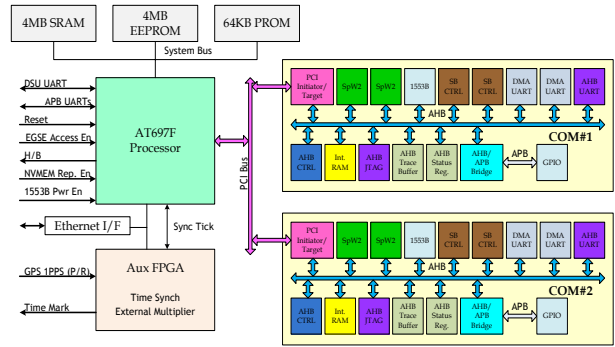 4MB SRAM
4MB
EEPROM
64KB PROM
System Bus
DSU UART
APB UARTs
Reset
EGSE Access En
H/B
NVMEM Rep. En
1553B Pwr En
AT697F
Processor
Ethernet I/F
Sync Tick
GPS 1PPS (P/R)
Time Mark
Aux FPGA
Time Synch
External Multiplier
PCI Bus
PCI
Initiator/
Target
SpW2
SpW2
1553B
SB
CTRL
SB
CTRL
DMA
UART
DMA
UART
AHB
UART
AHB
COM#1
AHB
CTRL
Int.
RAM
AHB
JTAG
AHB
Trace
Buffer
AHB
Status
Reg.
AHB/
APB
Bridge
APB
GPIO
PCI
Initiator/
Target
SpW2
SpW2
1553B
SB
CTRL
SB
CTRL
DMA
UART
DMA
UART
AHB
UART
AHB
COM#2
AHB
CTRL
Int.
RAM
AHB
JTAG
AHB
Trace
Buffer
AHB
Status
Reg.
AHB/
APB
Bridge
APB
GPIO